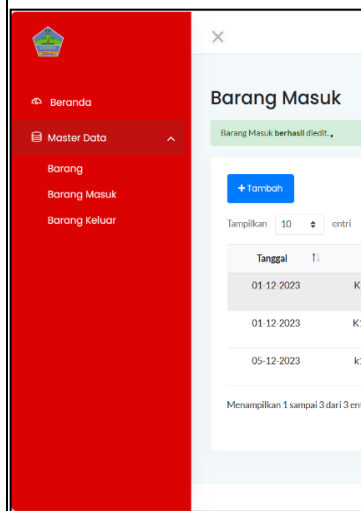 Beranda
Master Data
Barang
Barang Masuk
Barang Keluar
Barang Masuk
Barang Masuk berhasil diedit.
+ Tambah
Tampilkan 10 entri
Tanggal
01-12-2023
01-12-2023
05-12-2023
Menampilkan 1 sampai 3 dari 3